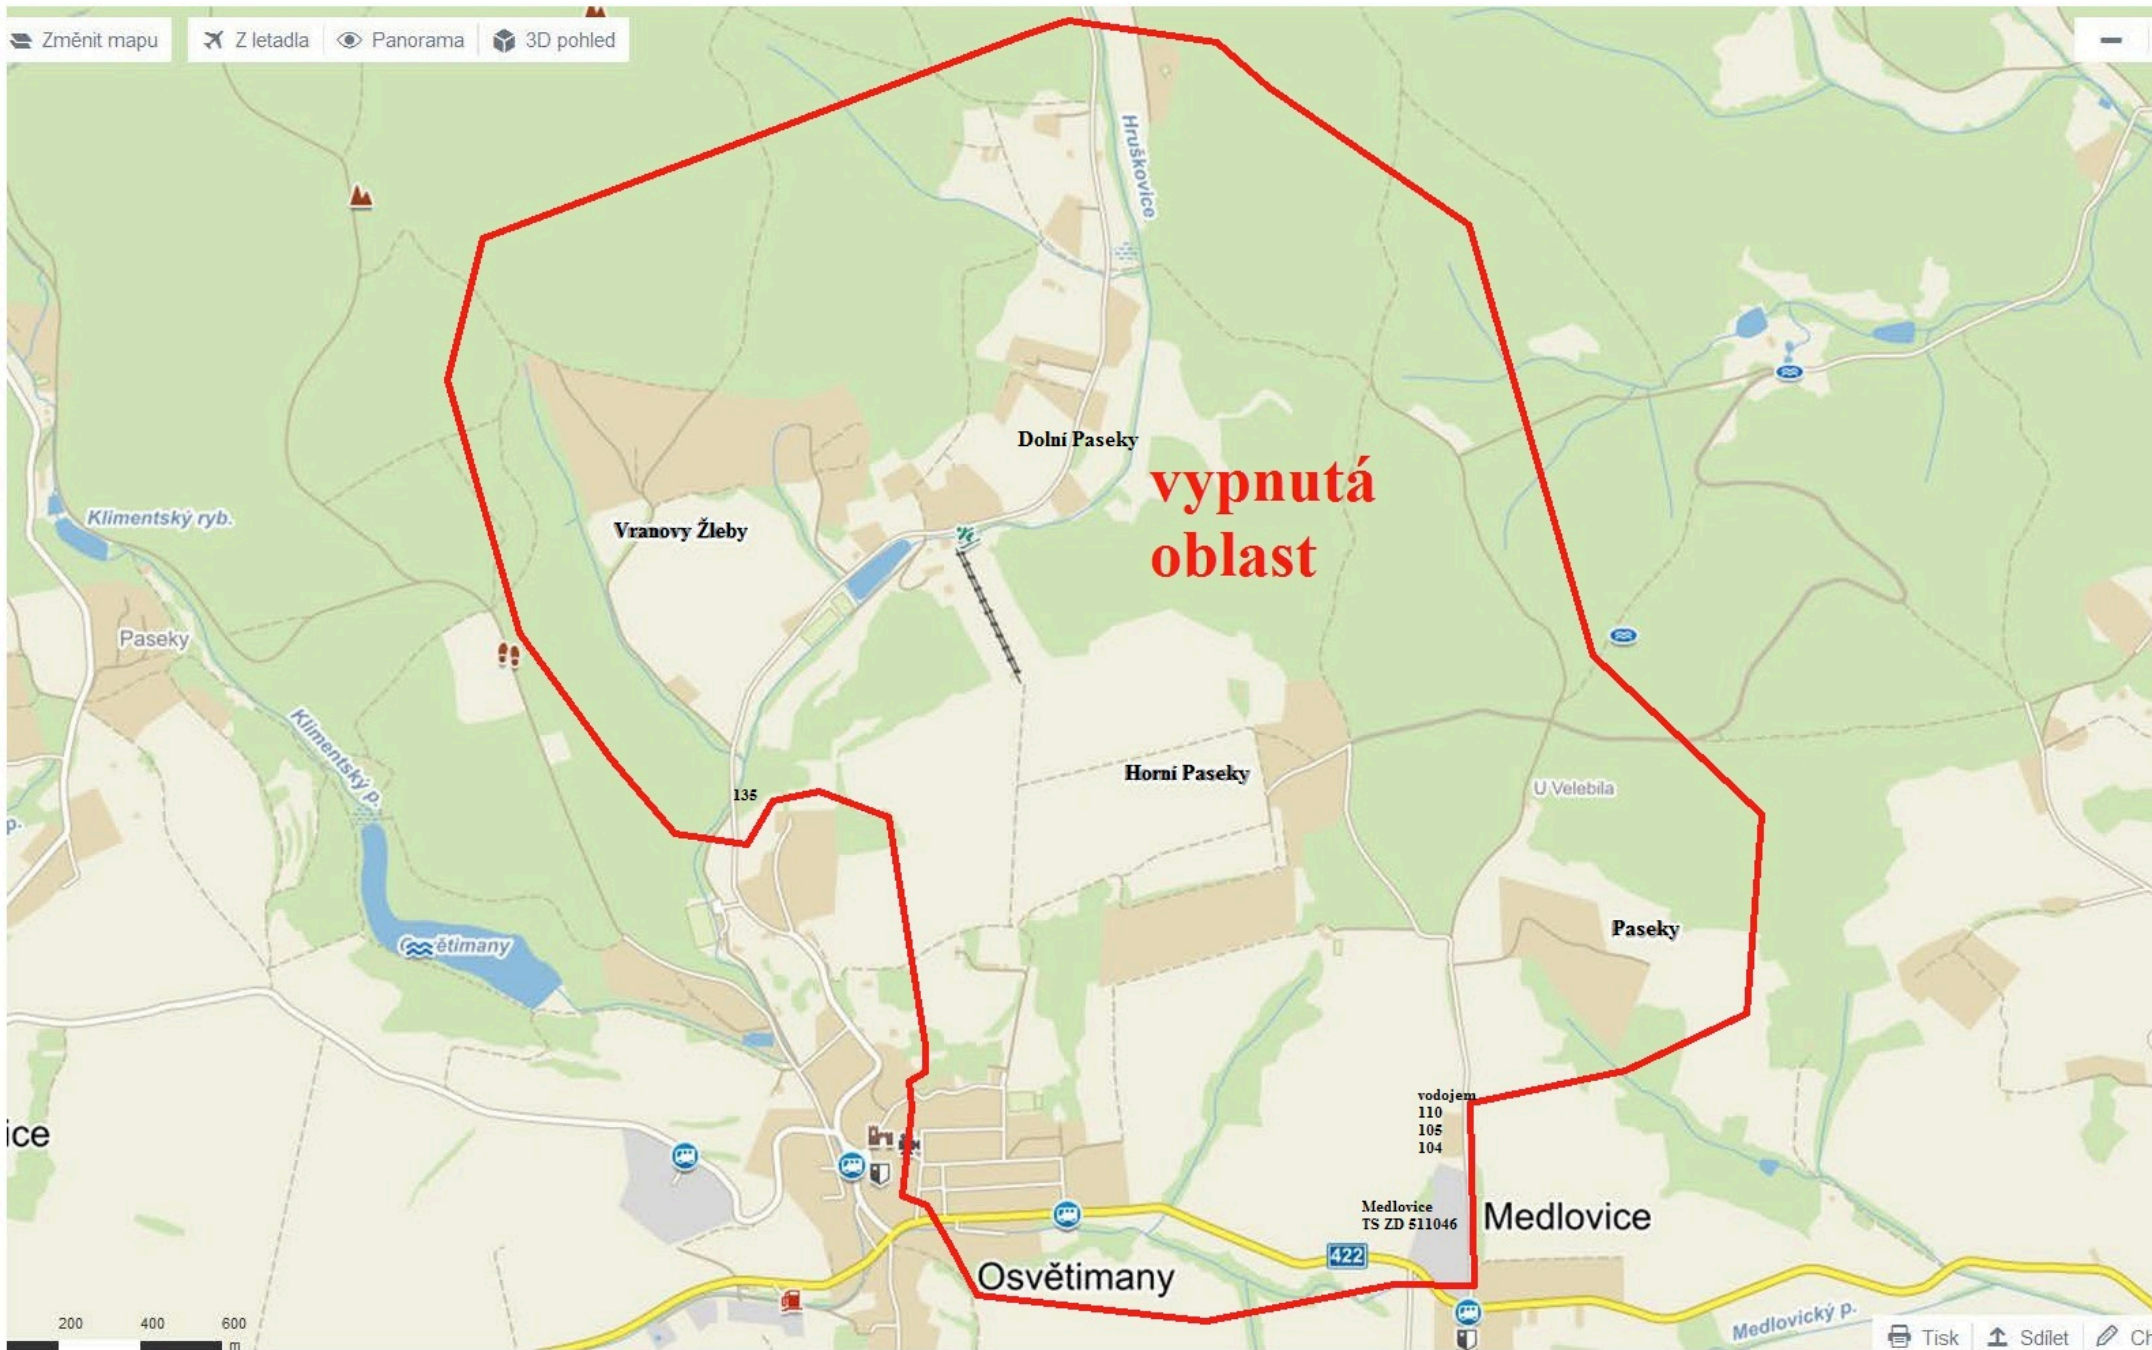 Změnit mapu
Z letadla
Panorama
3D pohled
Hruškovice
Dolní Paseky
vypnutá
oblast
Klimentský ryb.
Vranovy Žleby
Paseky
Klimentský p.
Horní Paseky
U Velebila
135
p.
Paseky
Osvětimany
vodojem
110
105
104
ice
Medlovice
TS ZD 511046
Medlovice
422
Osvětimany
Medlovický p.
200 400 600
m
Tisk
Sdílet
Ch